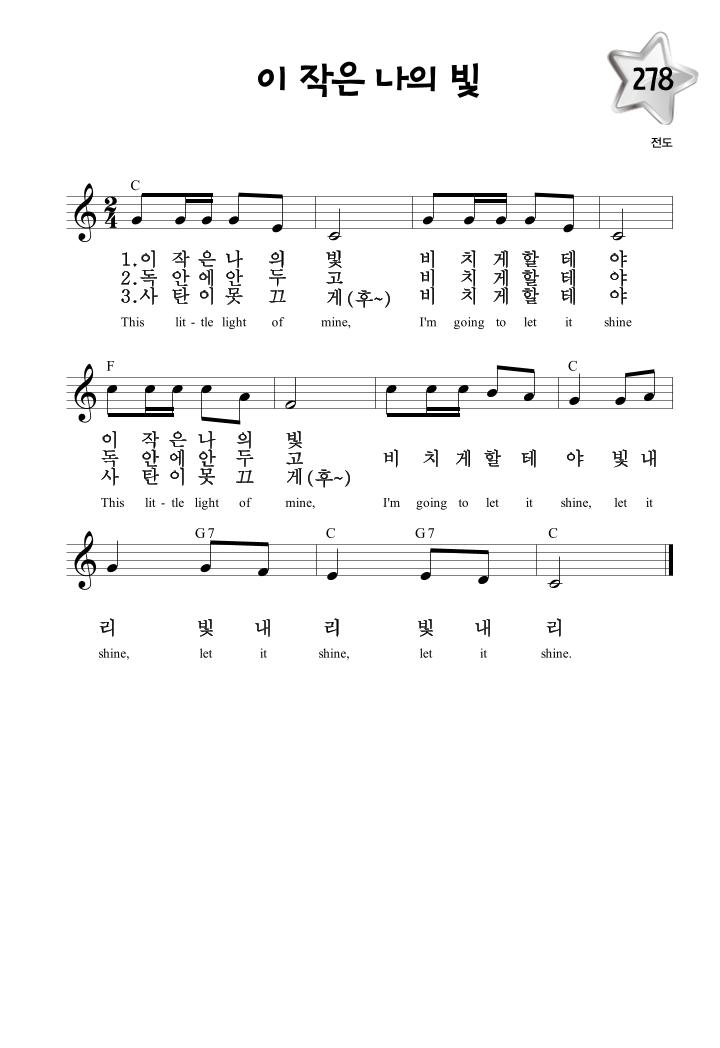 이 작은 나의 빛
278
전도
C
2
4
1.이 작 은 나 의 빛 비 치 게 할 테 야
2.독 안 에 안 두 고 비 치 게 할 테 야
3.사 탄 이 못 끄 게(후~) 비 치 게 할 테 야
This lit - tle light of mine, I'm going to let it shine
F C
이 작 은 나 의 빛
독 안 에 안 두 고 비 치 게 할 테 야 빛 내
사 탄 이 못 끄 게(후~)
This lit - tle light of mine, I'm going to let it shine, let it
G7 C G7 C
리 빛 내 리 빛 내 리
shine, let it shine, let it shine.